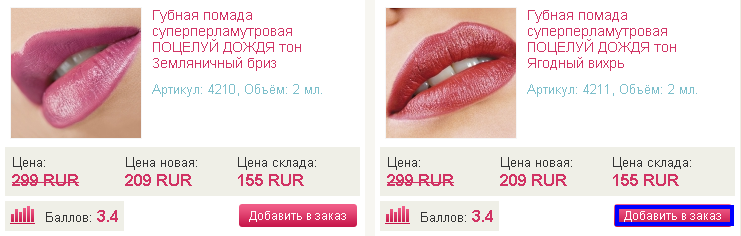 Губная помада
суперперламутровая
ПОЦЕЛУЙ ДОЖДЯ тон
Земляничный бриз
Артикул: 4210, Объём: 2 мл.
Цена: Цена новая: Цена склада:
299 RUR 209 RUR 155 RUR
Баллов: 3.4 Добавить в заказ
Губная помада
суперперламутровая
ПОЦЕЛУЙ ДОЖДЯ тон
Ягодный вихрь
Артикул: 4211, Объём: 2 мл.
Цена: Цена новая: Цена склада:
299 RUR 209 RUR 155 RUR
Баллов: 3.4 Добавить в заказ